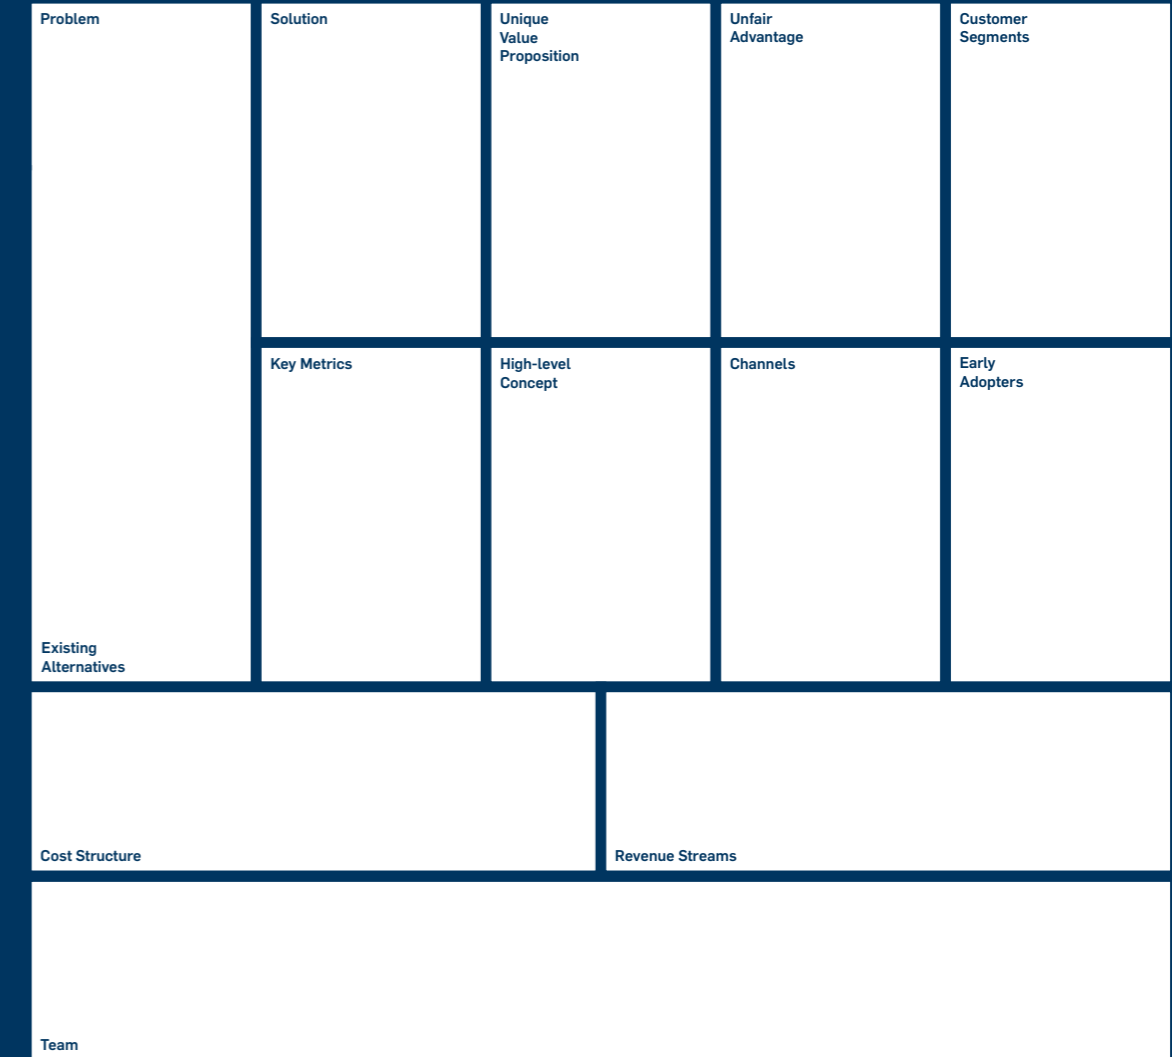 Problem
Existing
Alternatives
Solution
Key Metrics
Unique
Value
Proposition
High-level
Concept
Unfair
Advantage
Channels
Customer
Segments
Early
Adopters
Cost Structure
Revenue Streams
Team